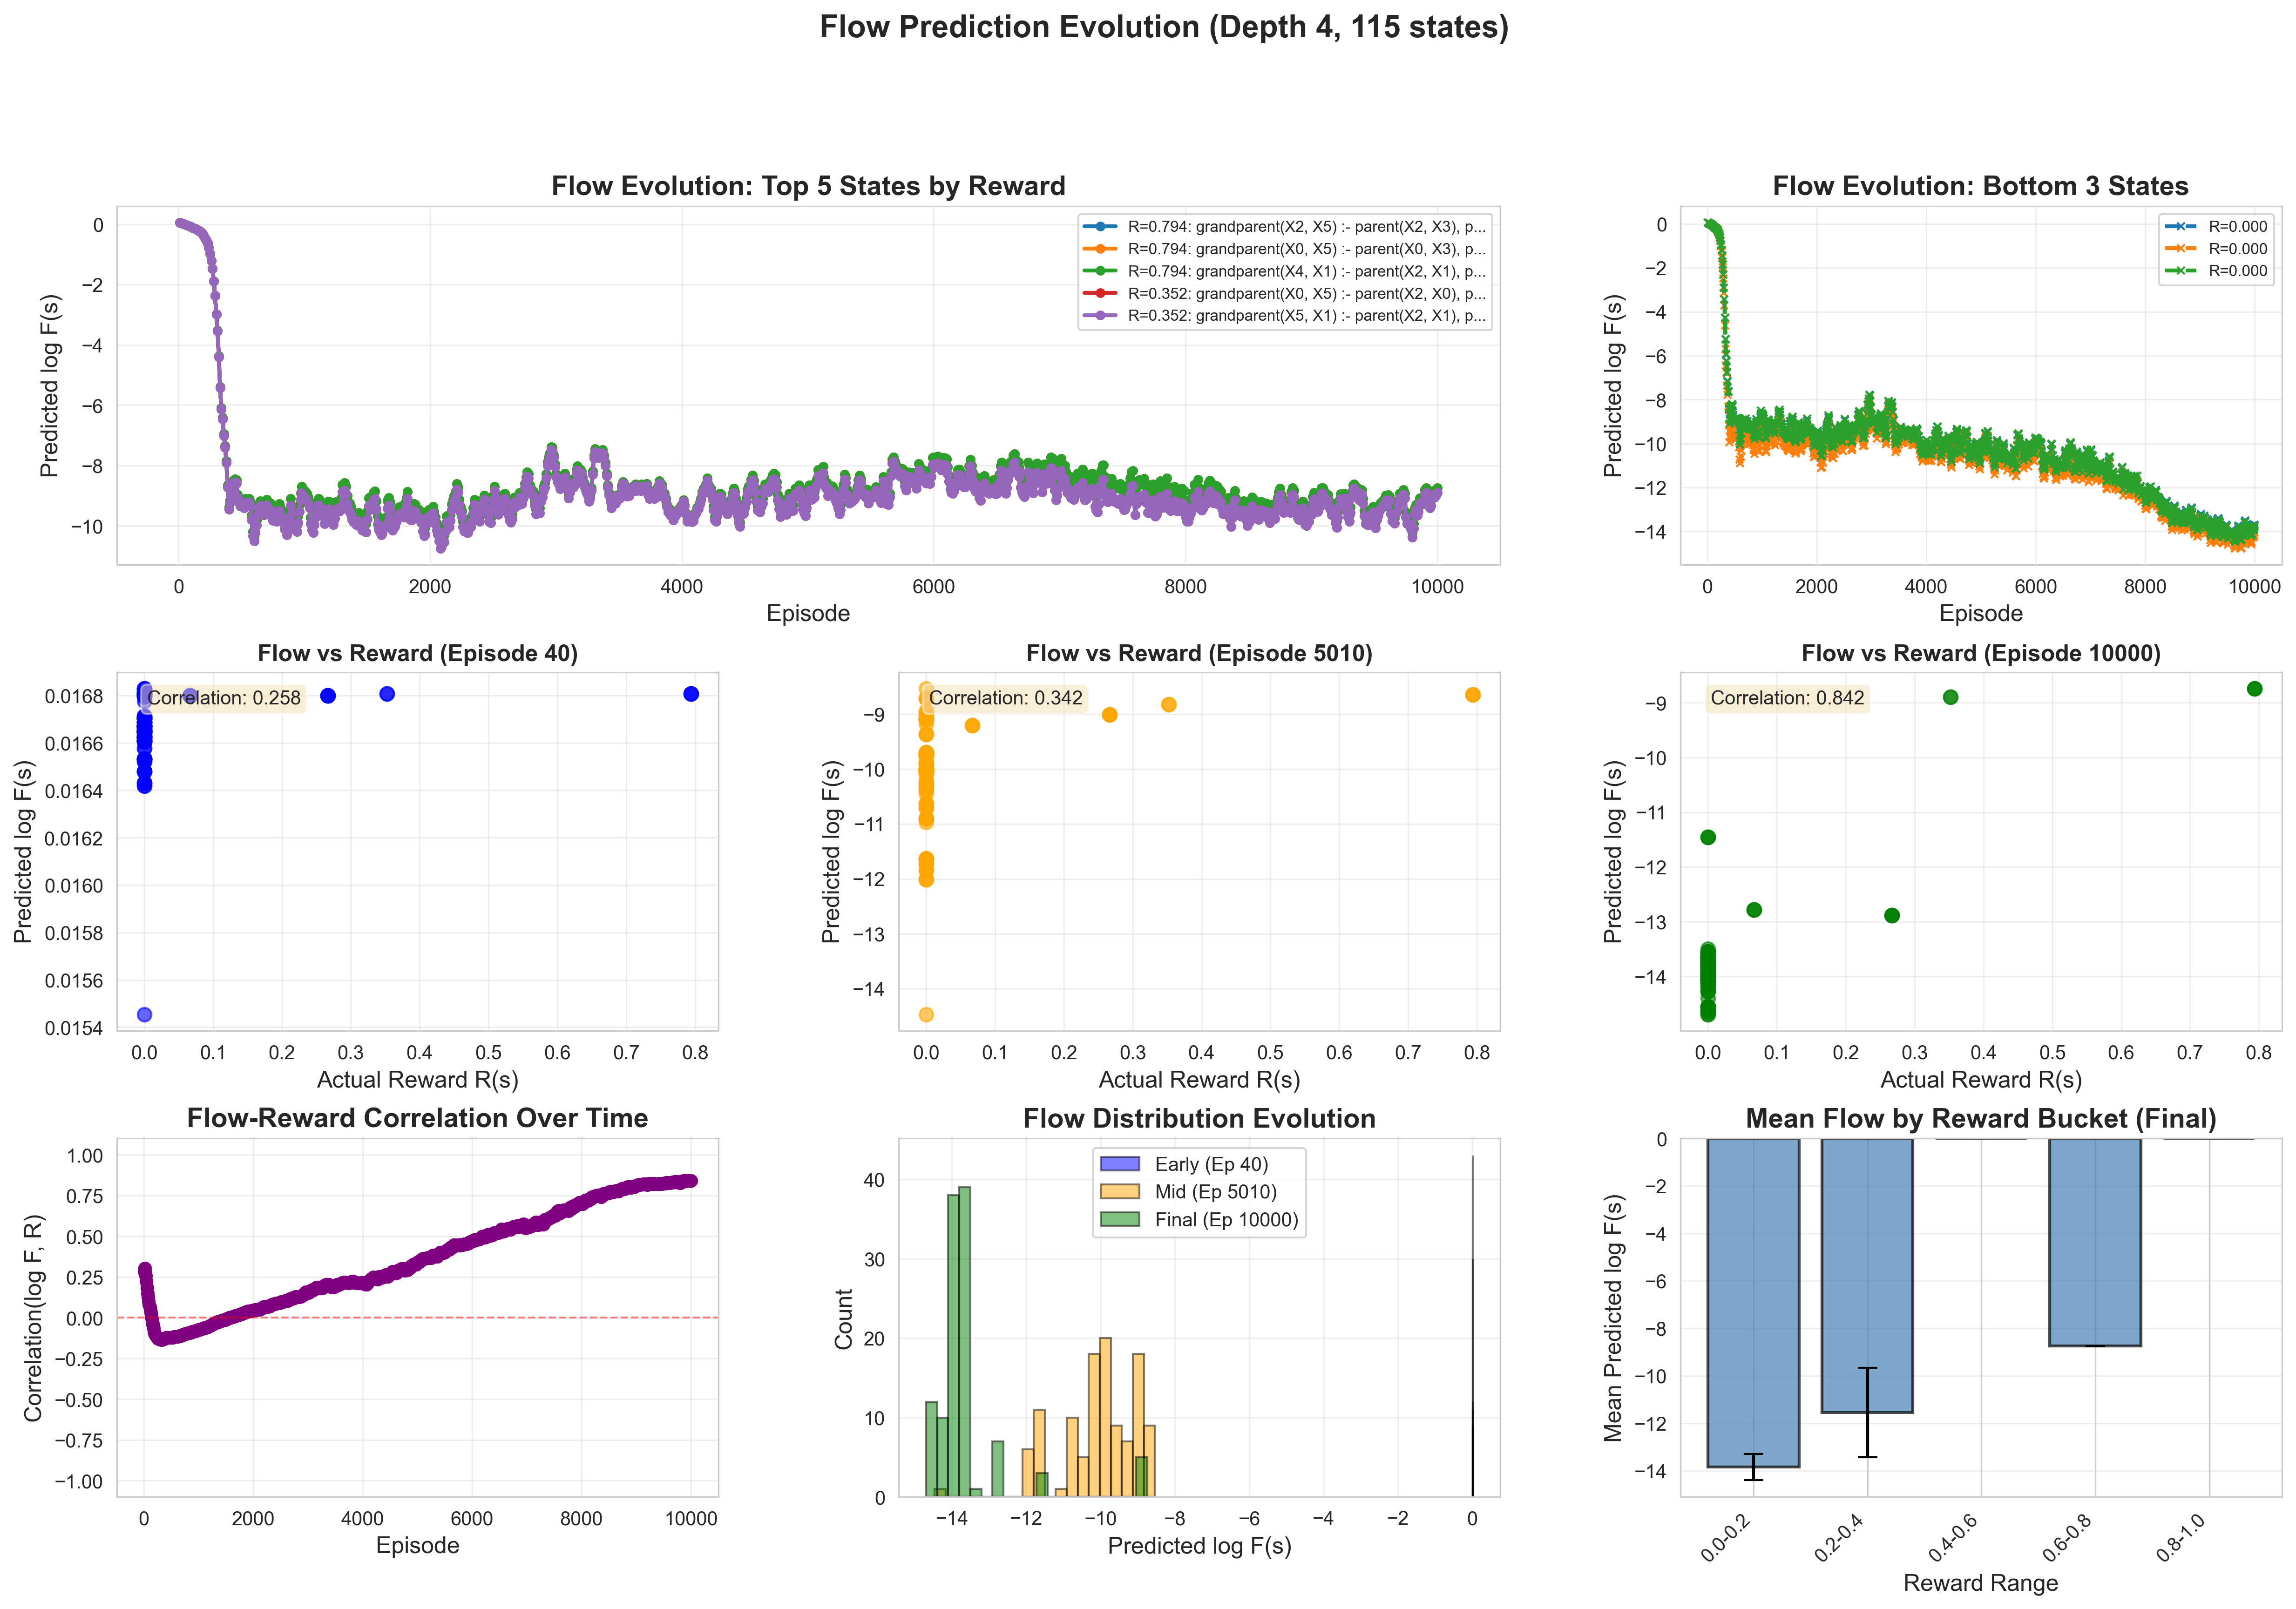 Flow Prediction Evolution (Depth 4, 115 states)
Flow Evolution: Top 5 States by Reward
Predicted log F(s)
0
−2
−4
−6
−8
−10
R=0.794: grandparent(X2, X5) :- parent(X2, X3), p...
R=0.794: grandparent(X0, X5) :- parent(X0, X3), p...
R=0.794: grandparent(X4, X1) :- parent(X2, X1), p...
R=0.352: grandparent(X0, X5) :- parent(X2, X0), p...
R=0.352: grandparent(X5, X1) :- parent(X2, X1), p...
0 2000 4000 6000 8000 10000
Episode
Flow Evolution: Bottom 3 States
Predicted log F(s)
0
−2
−4
−6
−8
−10
−12
−14
R=0.000
R=0.000
R=0.000
0 2000 4000 6000 8000 10000
Episode
Flow vs Reward (Episode 40)
Predicted log F(s)
0.0168
0.0166
0.0164
0.0162
0.0160
0.0158
0.0156
0.0154
Correlation: 0.258
0.0 0.1 0.2 0.3 0.4 0.5 0.6 0.7 0.8
Actual Reward R(s)
Flow vs Reward (Episode 5010)
Predicted log F(s)
−9
−10
−11
−12
−13
−14
Correlation: 0.342
0.0 0.1 0.2 0.3 0.4 0.5 0.6 0.7 0.8
Actual Reward R(s)
Flow vs Reward (Episode 10000)
Predicted log F(s)
−9
−10
−11
−12
−13
−14
Correlation: 0.842
0.0 0.1 0.2 0.3 0.4 0.5 0.6 0.7 0.8
Actual Reward R(s)
Flow-Reward Correlation Over Time
Correlation(log F, R)
1.00
0.75
0.50
0.25
0.00
−0.25
−0.50
−0.75
−1.00
0 2000 4000 6000 8000 10000
Episode
Flow Distribution Evolution
Count
40
30
20
10
0
Early (Ep 40)
Mid (Ep 5010)
Final (Ep 10000)
−14 −12 −10 −8 −6 −4 −2 0
Predicted log F(s)
Mean Flow by Reward Bucket (Final)
Mean Predicted log F(s)
0
−2
−4
−6
−8
−10
−12
−14
0.0-0.2 0.2-0.4 0.4-0.6 0.6-0.8 0.8-1.0
Reward Range